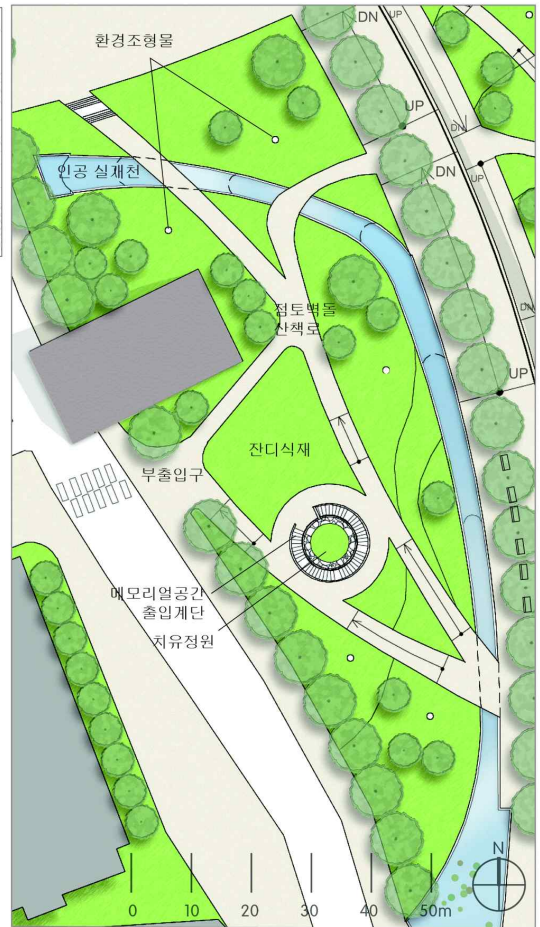 DN
UP
환경조형물
UP
DN
DN
UP
인공 실개천
점토벽돌
산책로
DN
UP
잔디식재
부출입구
메모리얼공간
출입계단
치유정원
N
0 10 20 30 40 50m